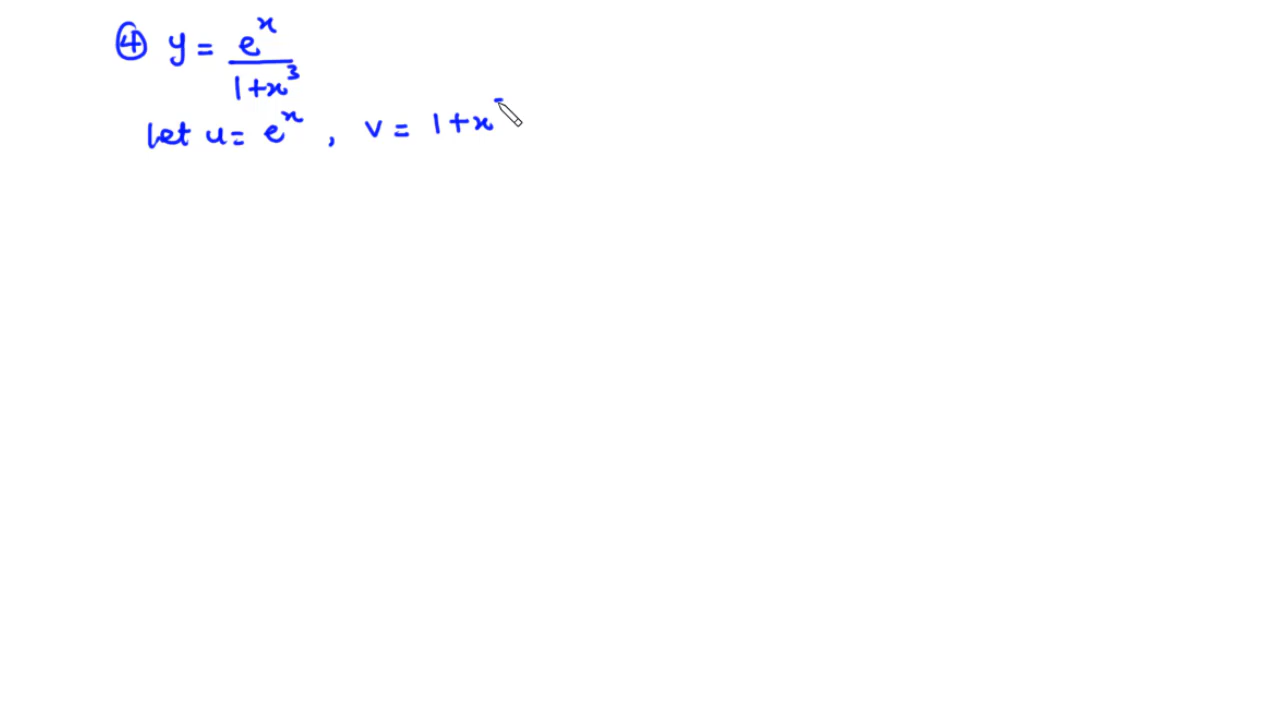 ④ y = e^x / (1+x^3)
let u = e^x , v = 1+x